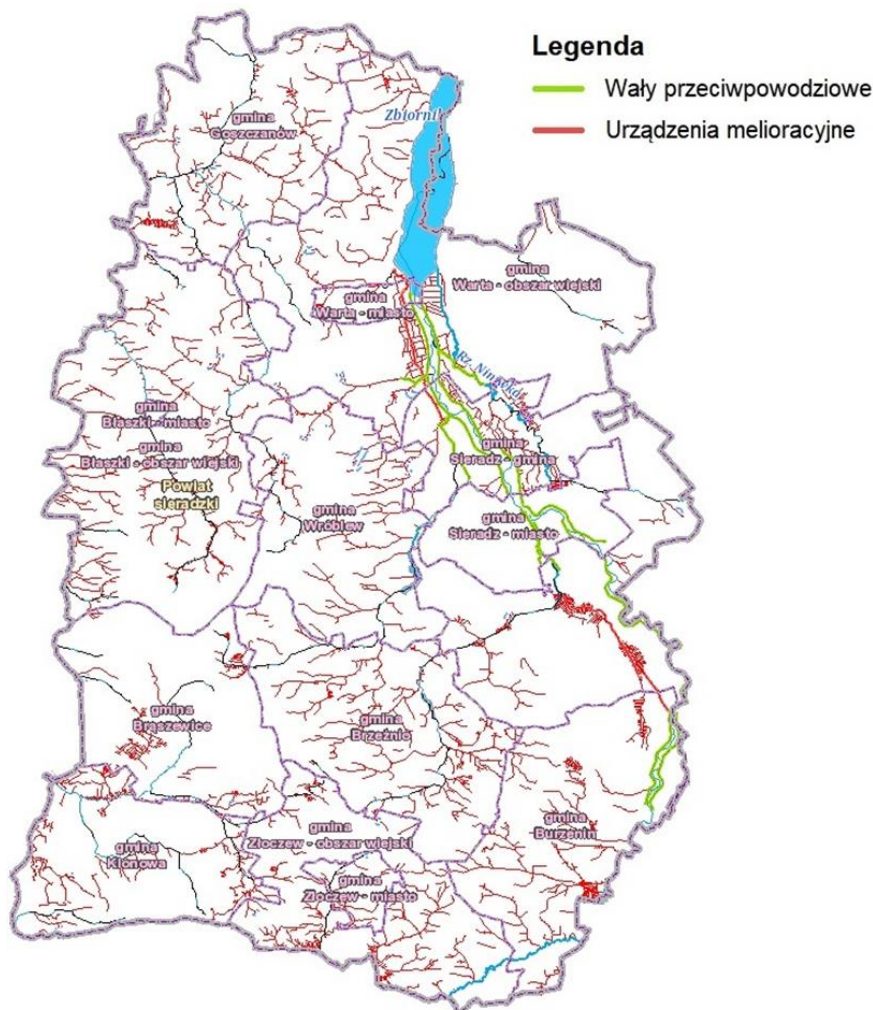 Legenda
Wały przeciwpowodziowe
Urządzenia melioracyjne
Zbiorni
gmina
Goszczanów
gmina
Warta - obszar wiejski
gmina
Warta - miasto
gmina
Błaszki - miasto
gmina
Błaszki - obszar wiejski
Powiat
sieradzki
gmina
Sieradz - gmina
gmina
Wróblew
gmina
Sieradz - miasto
gmina
Brąszewice
gmina
Brzeźnio
gmina
Złoczew - obszar wiejski
gmina
Burzenin
gmina
Klonowa
gmina
Złoczew - miasto